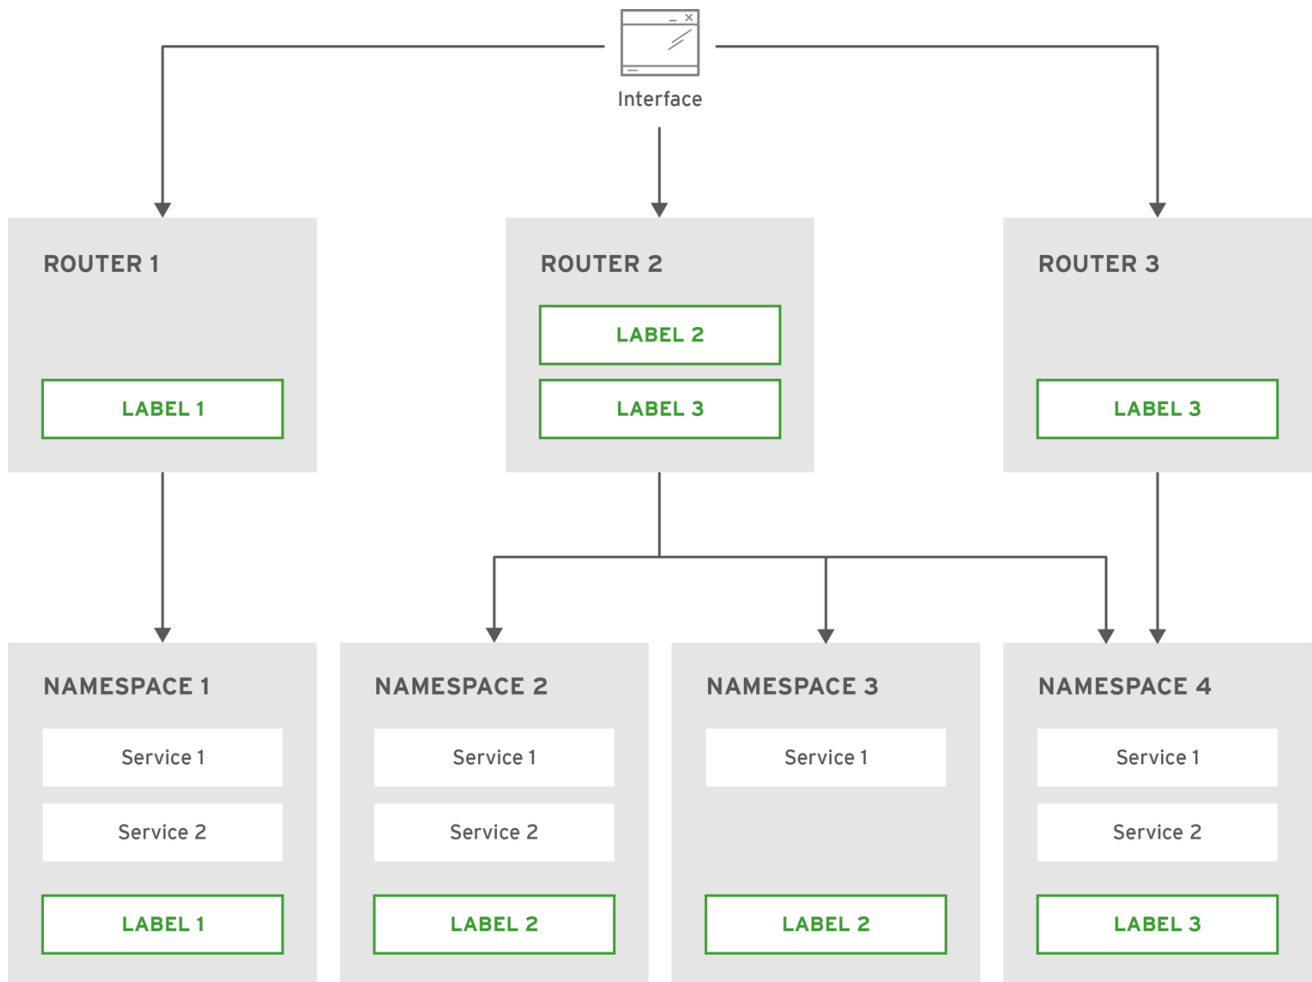 Interface
ROUTER 1
LABEL 1
ROUTER 2
LABEL 2
LABEL 3
ROUTER 3
LABEL 3
NAMESPACE 1
Service 1
Service 2
LABEL 1
NAMESPACE 2
Service 1
Service 2
LABEL 2
NAMESPACE 3
Service 1
LABEL 2
NAMESPACE 4
Service 1
Service 2
LABEL 3